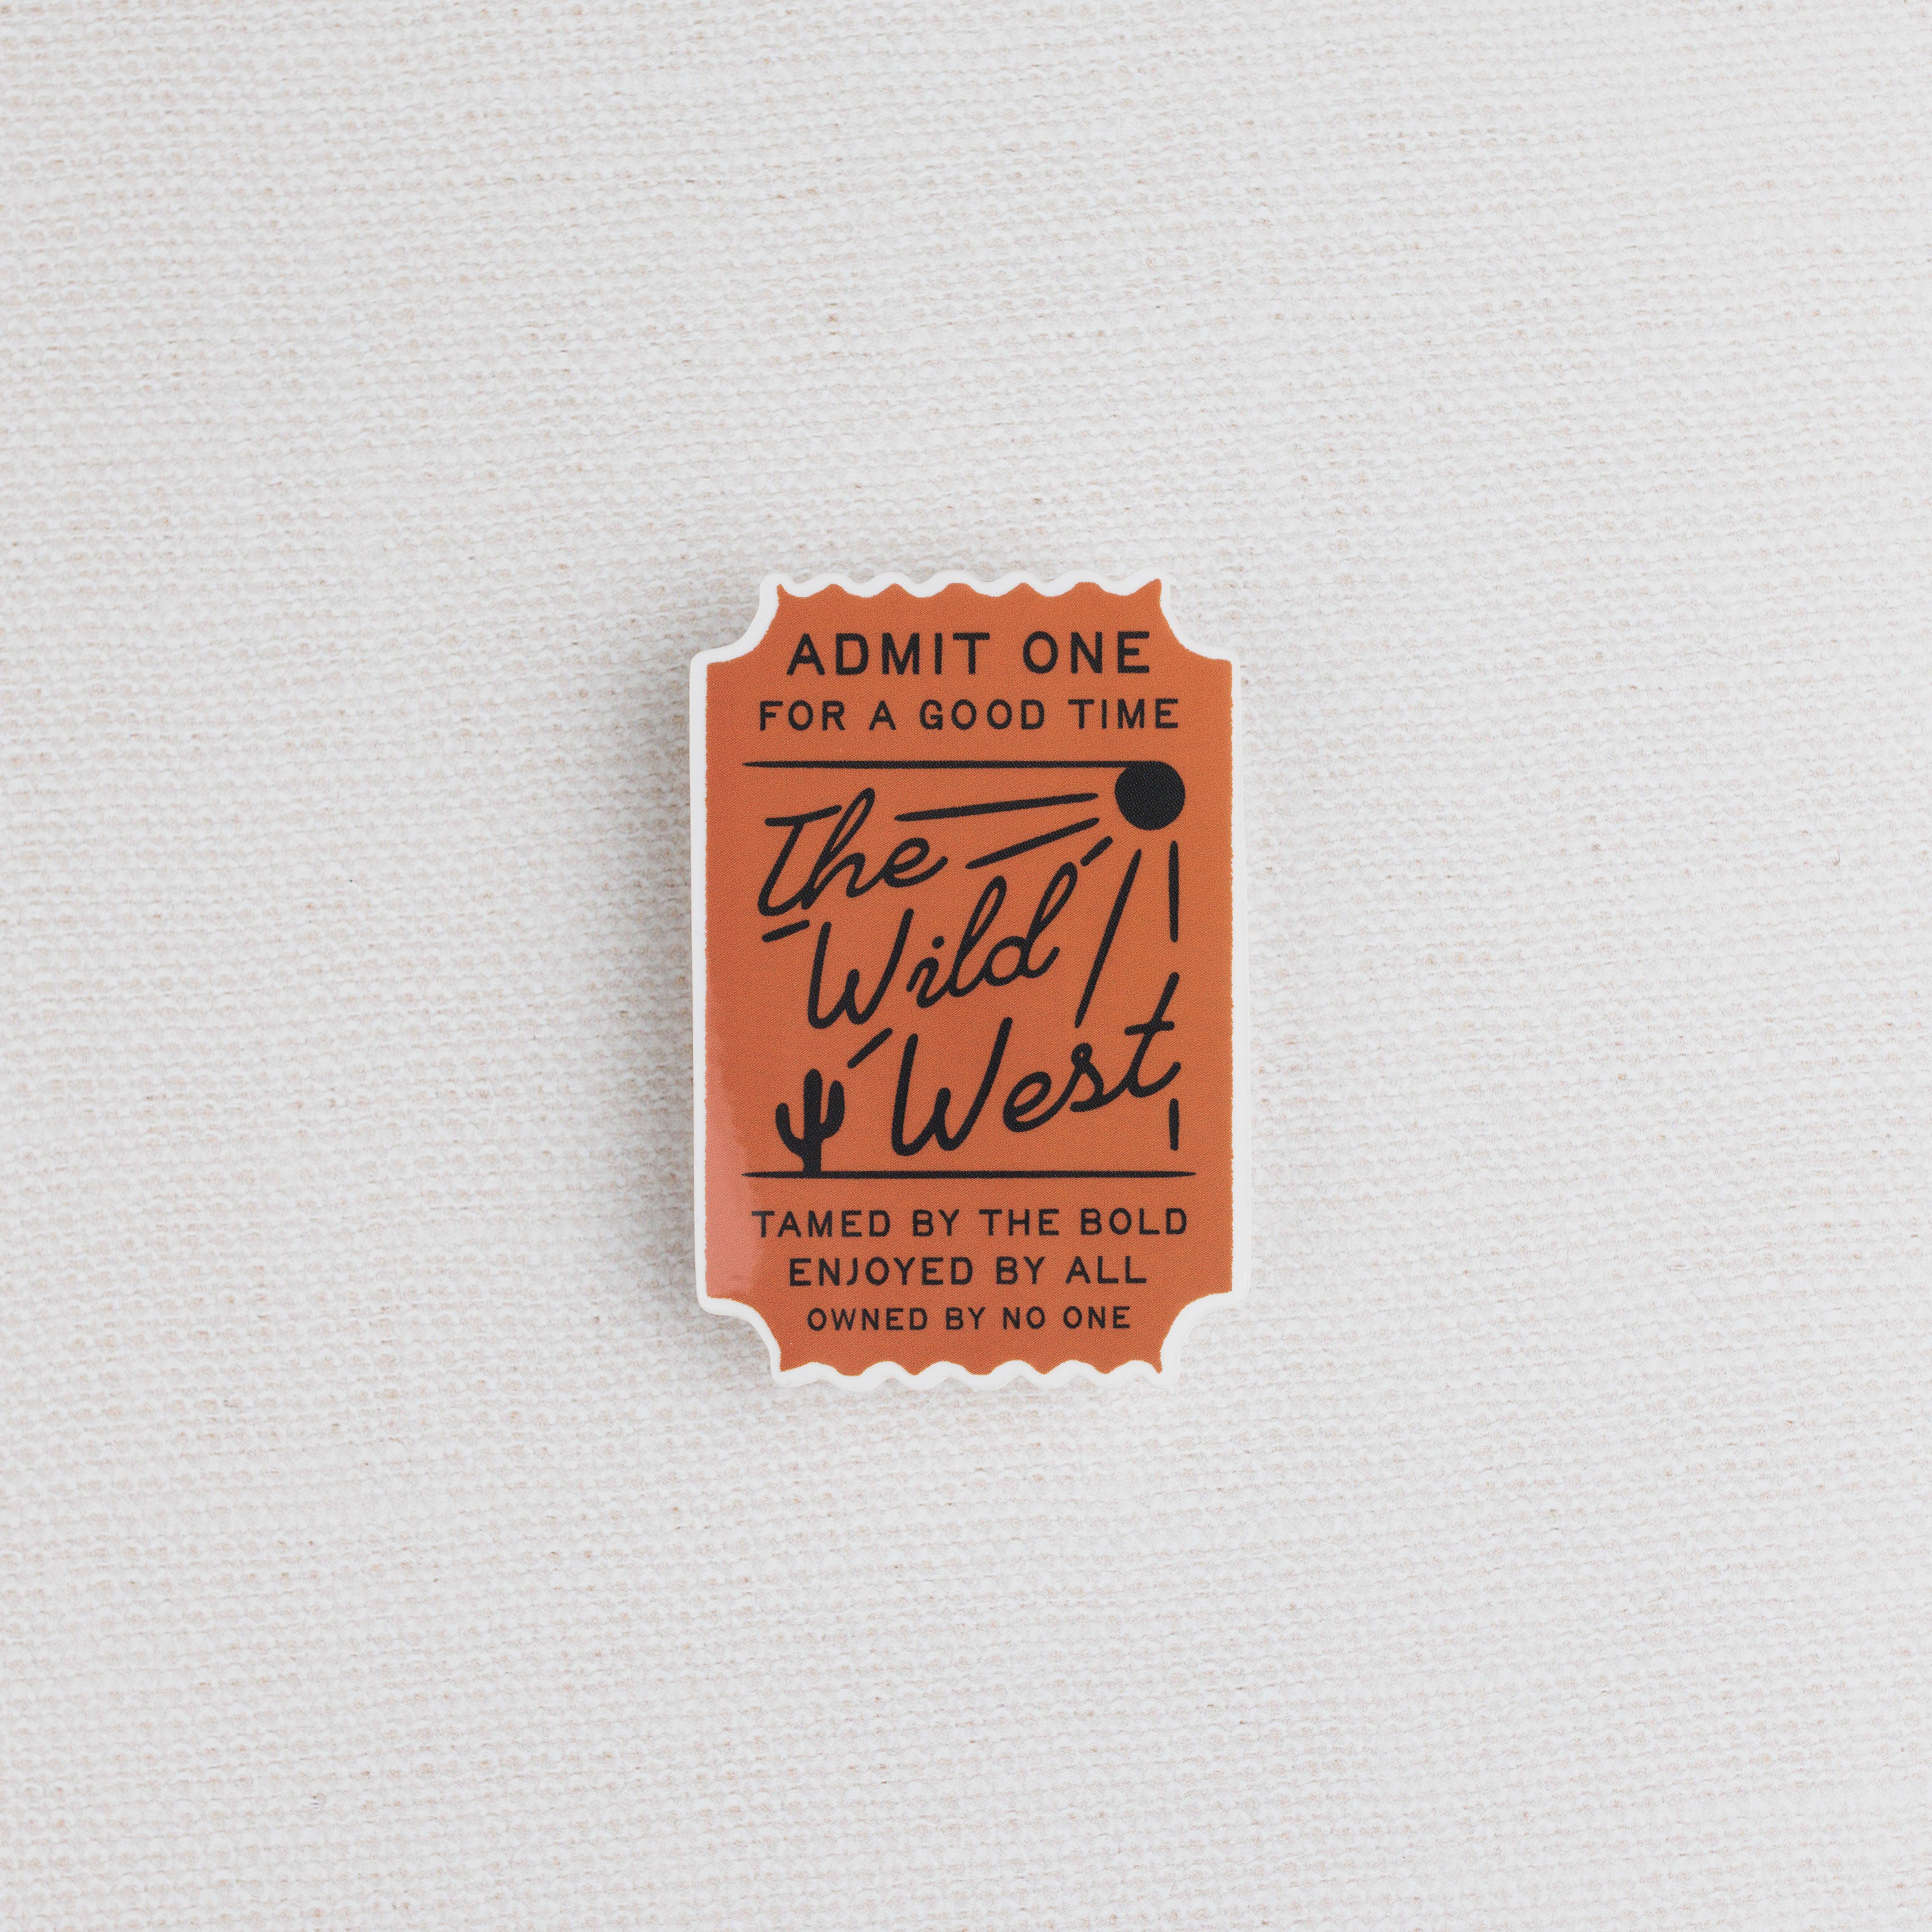 ADMIT ONE
FOR A GOOD TIME
The
Wild
West
TAMED BY THE BOLD
ENJOYED BY ALL
OWNED BY NO ONE